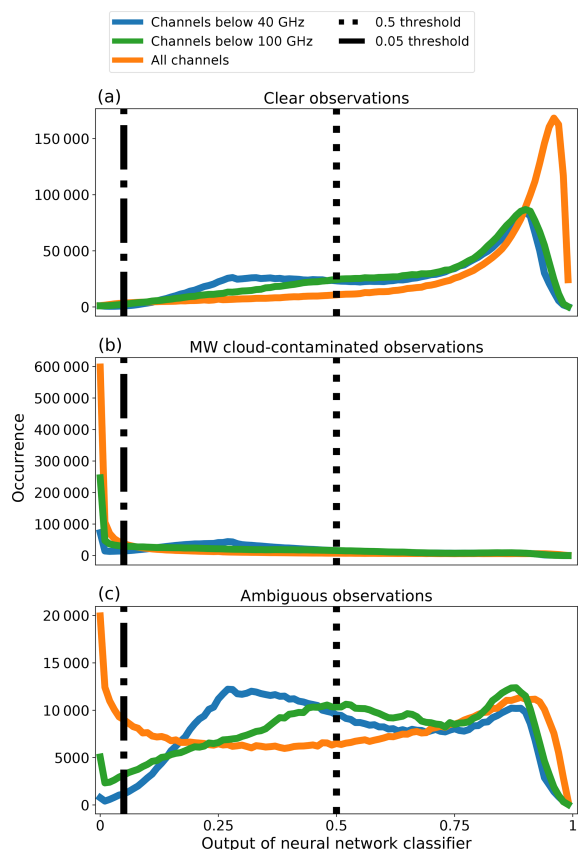 Channels below 40 GHz
Channels below 100 GHz
All channels
0.5 threshold
0.05 threshold
(a)
Clear observations
150 000
100 000
50 000
0
(b)
MW cloud-contaminated observations
600 000
500 000
400 000
300 000
200 000
100 000
0
Occurrence
(c)
Ambiguous observations
20 000
15 000
10 000
5000
0
0
0.25
0.5
0.75
1
Output of neural network classifier